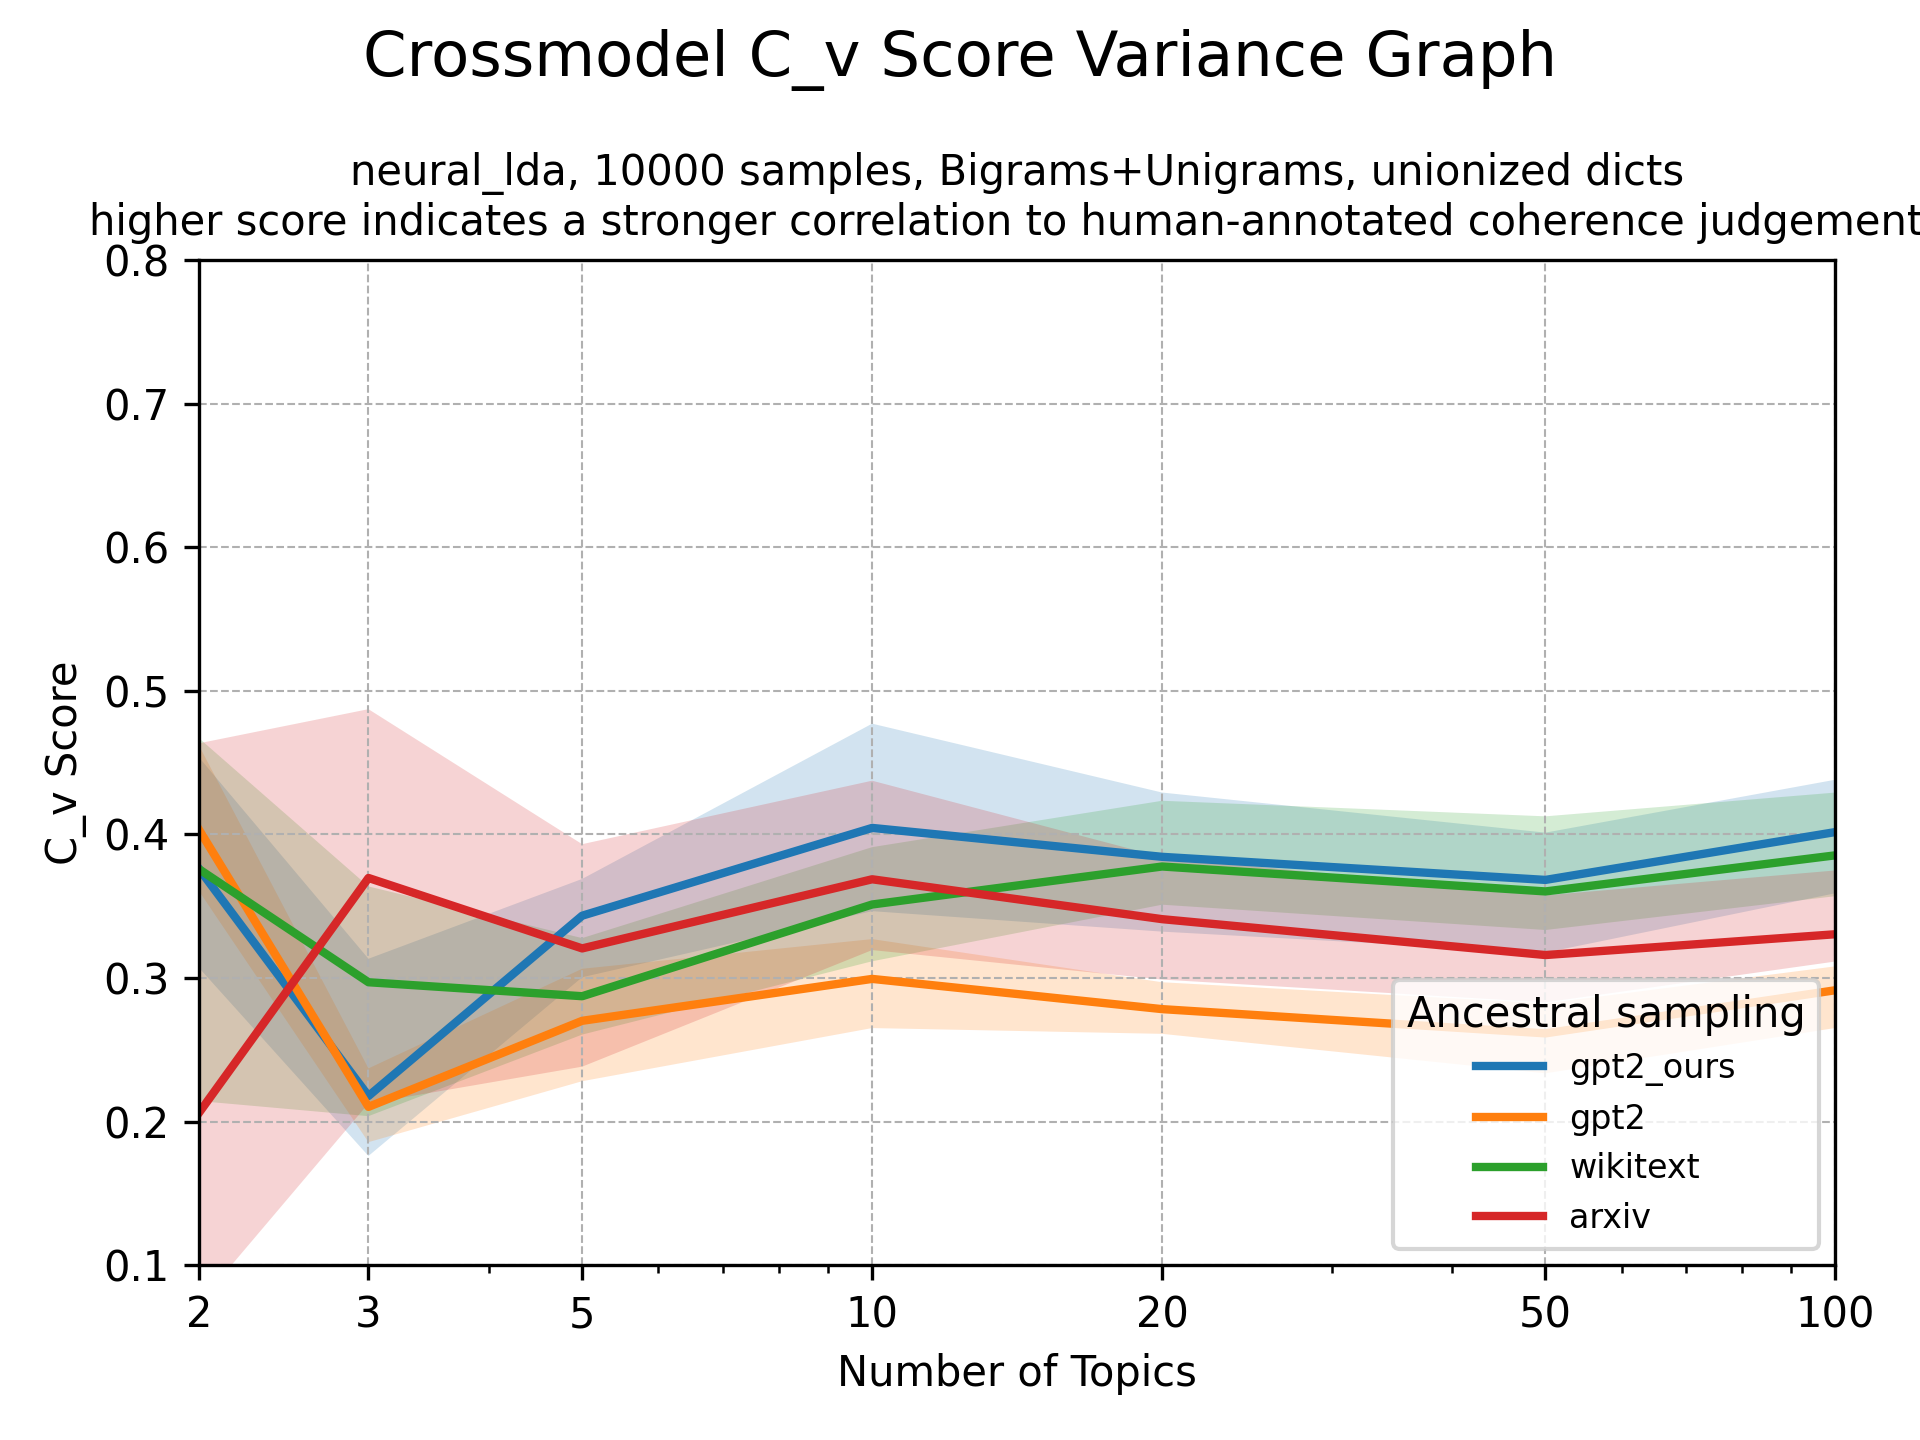 Crossmodel C_v Score Variance Graph
neural_lda, 10000 samples, Bigrams+Unigrams, unionized dicts
higher score indicates a stronger correlation to human-annotated coherence judgement
0.8
0.7
0.6
0.5
0.4
0.3
0.2
0.1
C_v Score
Ancestral sampling
gpt2_ours
gpt2
wikitext
arxiv
2 3 5 10 20 50 100
Number of Topics